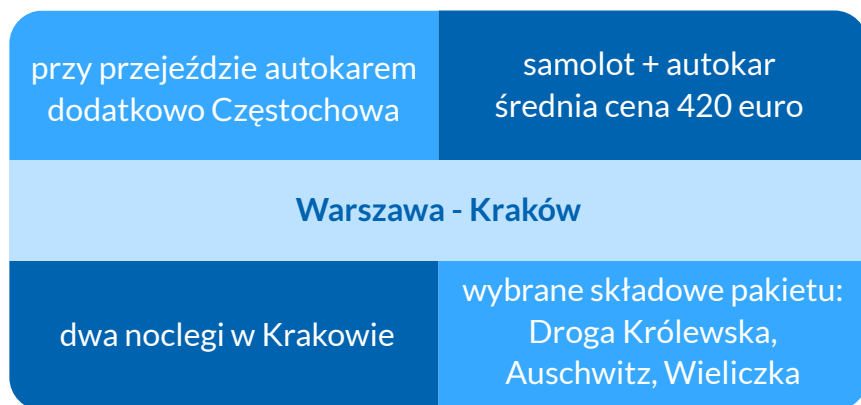 przy przejeździe autokarem
dodatkowo Częstochowa
samolot + autokar
średnia cena 420 euro
Warszawa - Kraków
dwa noclegi w Krakowie
wybrane składowe pakietu:
Droga Królewska,
Auschwitz, Wieliczka